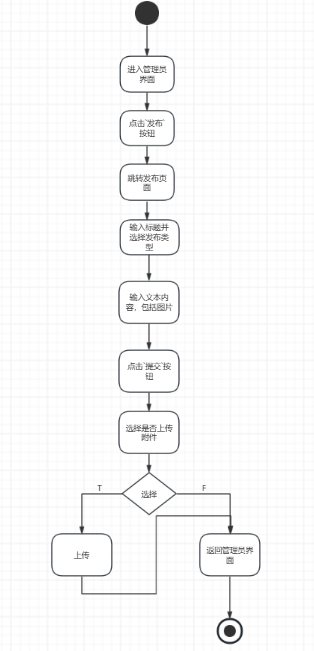 进入管理员
界面
点击'发布'
按钮
跳转发布页
面
输入标题并
选择发布类
型
输入文本内
容，包括图片
点击'提交'按
钮
选择是否上传
附件
选择
T
F
上传
返回管理员界
面